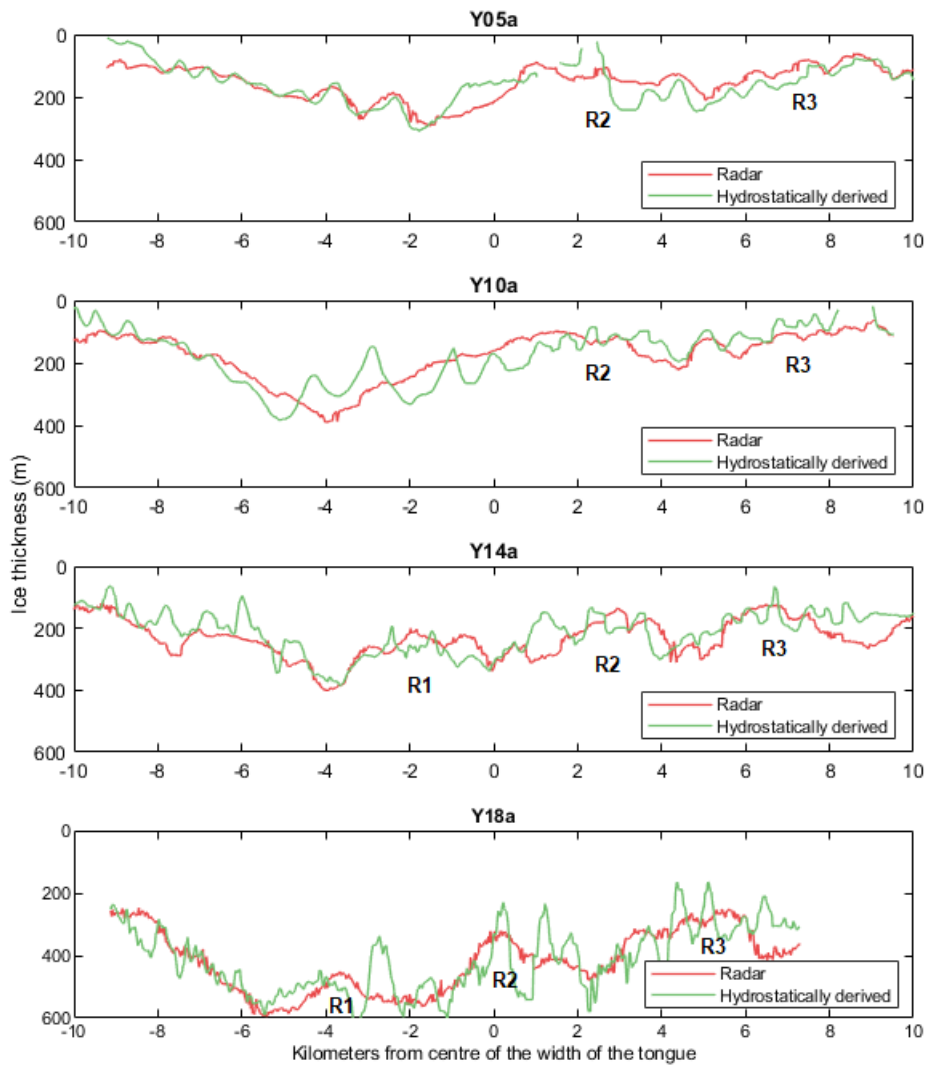 Y05a
0
200
400
600
R2
R3
Radar
Hydrostatically derived
-10 -8 -6 -4 -2 0 2 4 6 8 10
Y10a
0
200
400
600
R2
R3
Radar
Hydrostatically derived
-10 -8 -6 -4 -2 0 2 4 6 8 10
Ice thickness (m)
Y14a
0
200
400
600
R1
R2
R3
Radar
Hydrostatically derived
-10 -8 -6 -4 -2 0 2 4 6 8 10
Y18a
0
200
400
600
R1
R2
R3
Radar
Hydrostatically derived
-10 -8 -6 -4 -2 0 2 4 6 8 10
Kilometers from centre of the width of the tongue